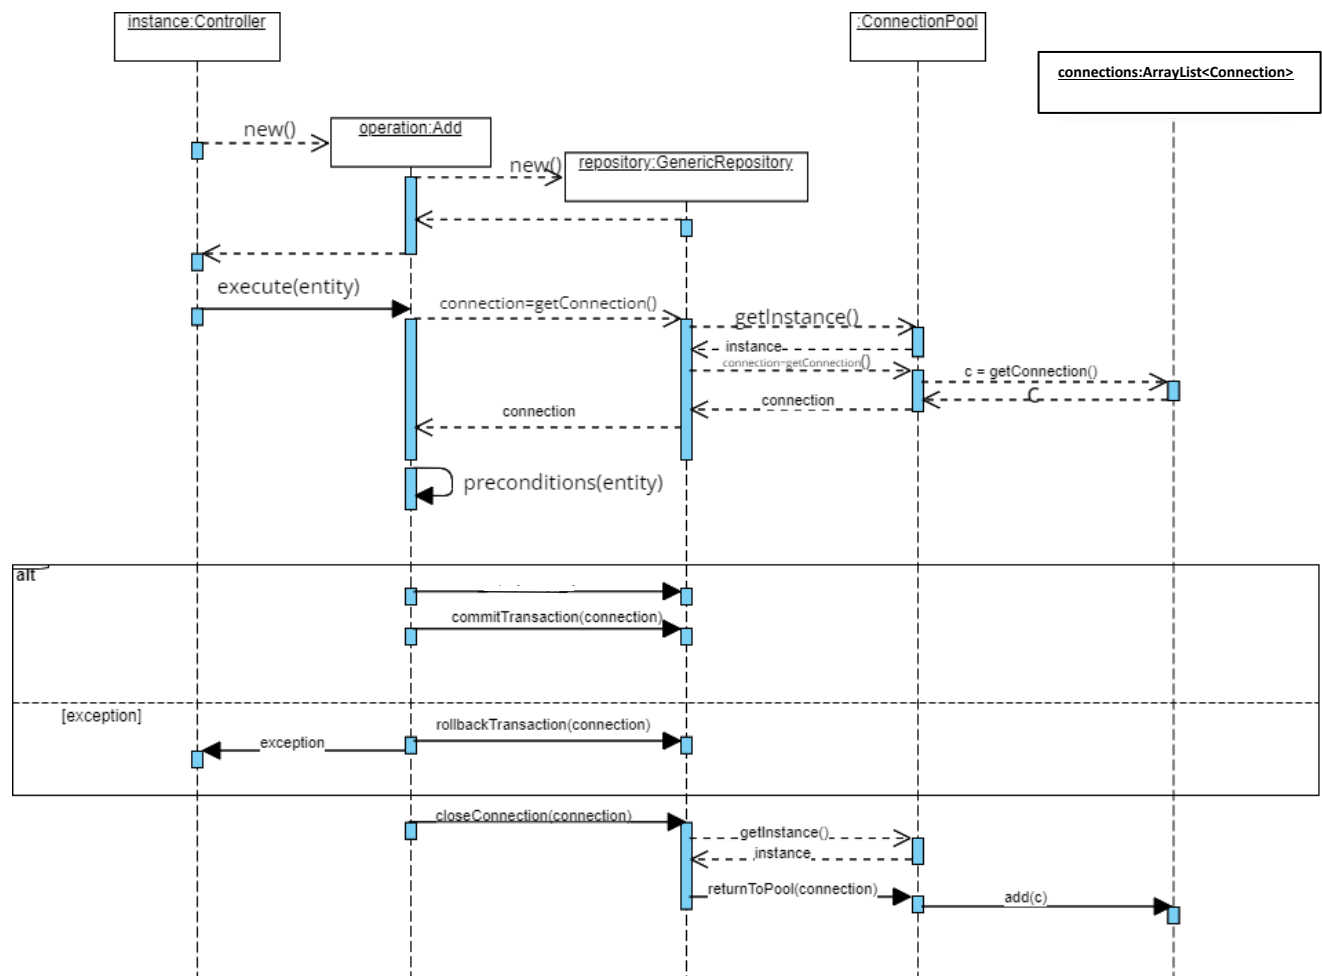 instance:Controller
:ConnectionPool
connections:ArrayList<Connection>
operation:Add
new()
repository:GenericRepository
new()
execute(entity)
connection=getConnection()
getInstance()
instance
connection=getConnection()
c = getConnection()
C
connection
connection
preconditions(entity)
alt
commitTransaction(connection)
[exception]
rollbackTransaction(connection)
exception
closeConnection(connection)
getInstance()
instance
returnToPool(connection)
add(c)